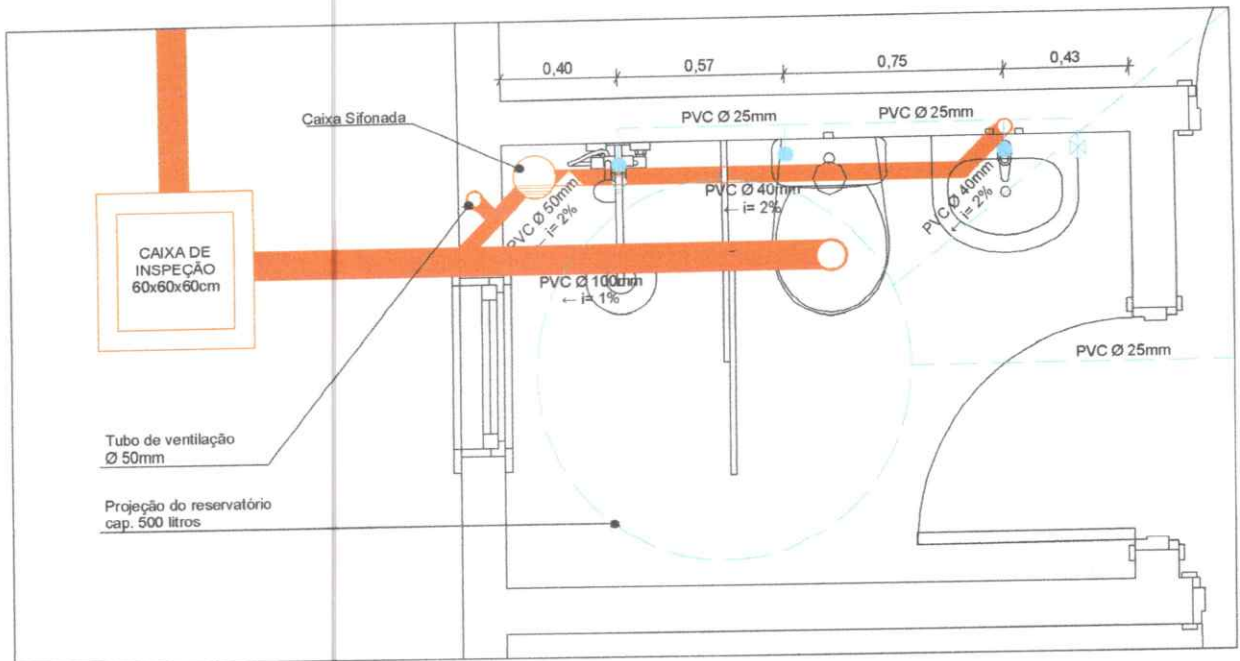 0,40
0,57
0,75
0,43
Caixa Sifonada
PVC Ø 25mm
PVC Ø 25mm
PVC Ø 50mm
← i= 2%
PVC Ø 40mm
← i= 2%
PVC Ø 40mm
← i= 2%
CAIXA DE
INSPEÇÃO
60x60x60cm
PVC Ø 100mm
← i= 1%
PVC Ø 25mm
Tubo de ventilação
Ø 50mm
Projeção do reservatório
cap. 500 litros